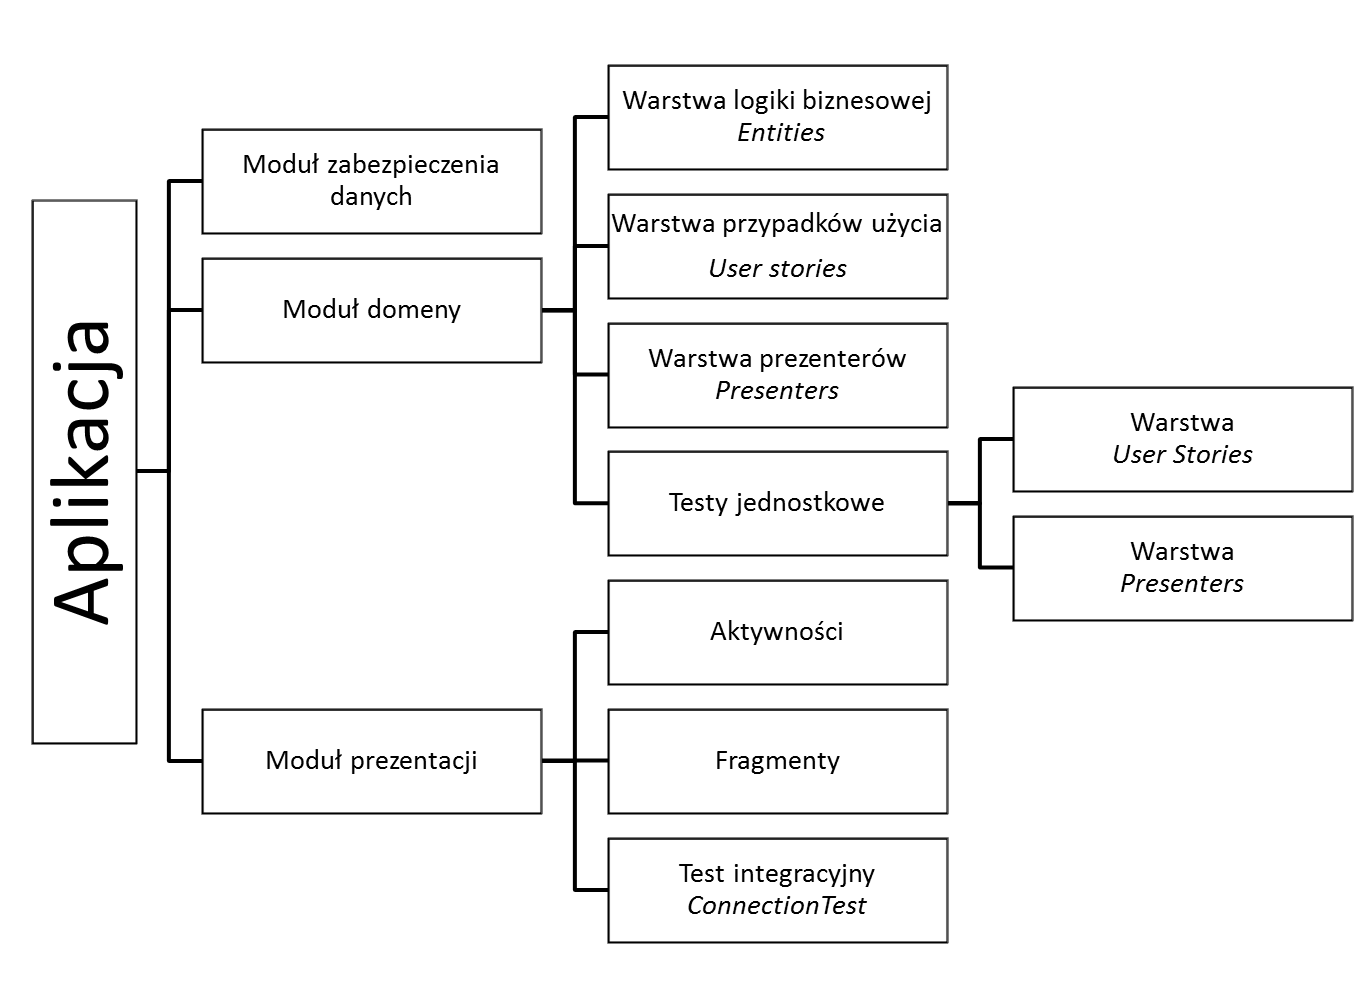 Aplikacja
Moduł zabezpieczenia
danych
Moduł domeny
Warstwa logiki biznesowej
Entities
Warstwa przypadków użycia
User stories
Warstwa prezenterów
Presenters
Testy jednostkowe
Warstwa
User Stories
Warstwa
Presenters
Moduł prezentacji
Aktywności
Fragmenty
Test integracyjny
ConnectionTest